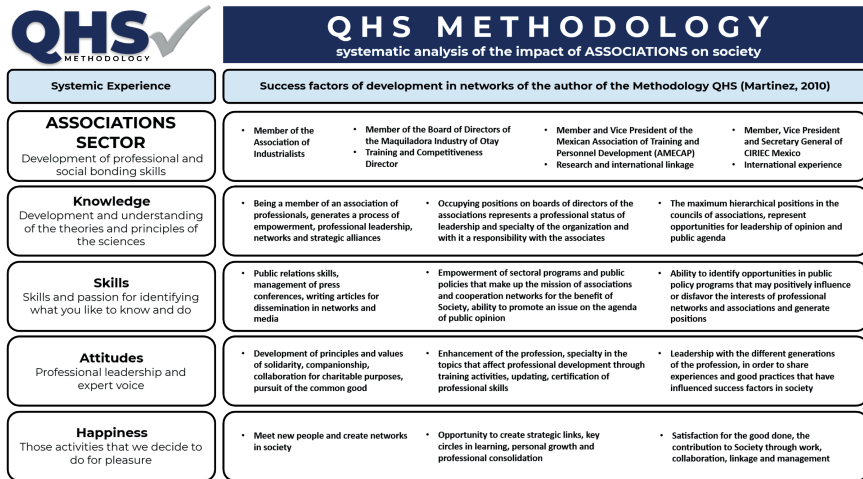 QHS
METHODOLOGY
QHS METHODOLOGY
systematic analysis of the impact of ASSOCIATIONS on society
Systemic Experience
Success factors of development in networks of the author of the Methodology QHS (Martinez, 2010)
ASSOCIATIONS
SECTOR
Development of professional and
social bonding skills
• Member of the
Association of
Industrialists
• Member of the Board of Directors of
the Maquiladora Industry of Otay
• Training and Competitiveness
Director
• Member and Vice President of the
Mexican Association of Training and
Personnel Development (AMECAP)
• Research and international linkage
• Member, Vice President
and Secretary General of
CIRIEC Mexico
• International experience
Knowledge
Development and understanding
of the theories and principles of
the sciences
• Being a member of an association of
professionals, generates a process of
empowerment, professional leadership,
networks and strategic alliances
• Occupying positions on boards of directors of the
associations represents a professional status of
leadership and specialty of the organization and
with it a responsibility with the associates
• The maximum hierarchical positions in the
councils of associations, represent
opportunities for leadership of opinion and
public agenda
Skills
Skills and passion for identifying
what you like to know and do
• Public relations skills,
management of press
conferences, writing articles for
dissemination in networks and
media
• Empowerment of sectoral programs and public
policies that make up the mission of associations
and cooperation networks for the benefit of
Society, ability to promote an issue on the agenda
of public opinion
• Ability to identify opportunities in public
policy programs that may positively influence
or disfavor the interests of professional
networks and associations and generate
positions
Attitudes
Professional leadership and
expert voice
• Development of principles and values
of solidarity, companionship,
collaboration for charitable purposes,
pursuit of the common good
• Enhancement of the profession, specialty in the
topics that affect professional development through
training activities, updating, certification of
professional skills
• Leadership with the different generations
of the profession, in order to share
experiences and good practices that have
influenced success factors in society
Happiness
Those activities that we decide to
do for pleasure
• Meet new people and create networks
in society
• Opportunity to create strategic links, key
circles in learning, personal growth and
professional consolidation
• Satisfaction for the good done, the
contribution to Society through work,
collaboration, linkage and management